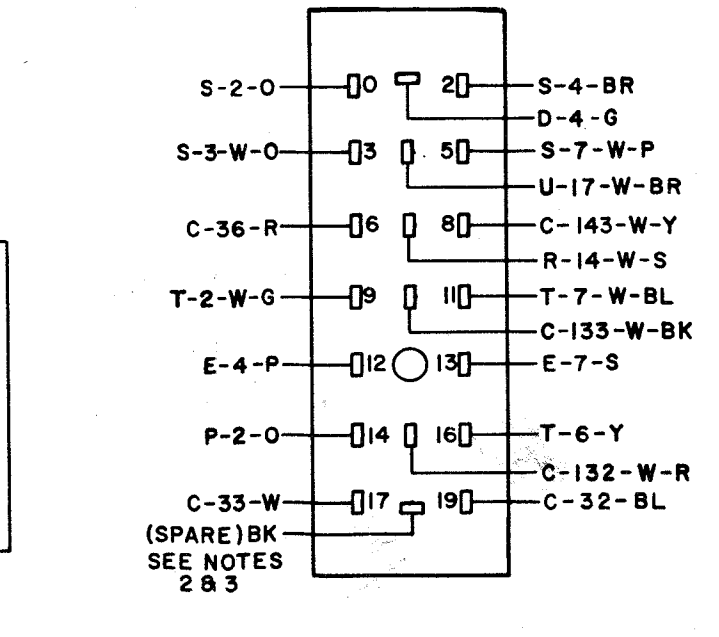 S-2-O 0 2 S-4-BR
D-4-G
S-3-W-O 3 5 S-7-W-P
U-17-W-BR
C-36-R 6 8 C-143-W-Y
R-14-W-S
T-2-W-G 9 11 T-7-W-BL
C-133-W-BK
E-4-P 12 13 E-7-S
P-2-O 14 16 T-6-Y
C-132-W-R
C-33-W 17 19 C-32-BL
(SPARE) BK
SEE NOTES
2 & 3